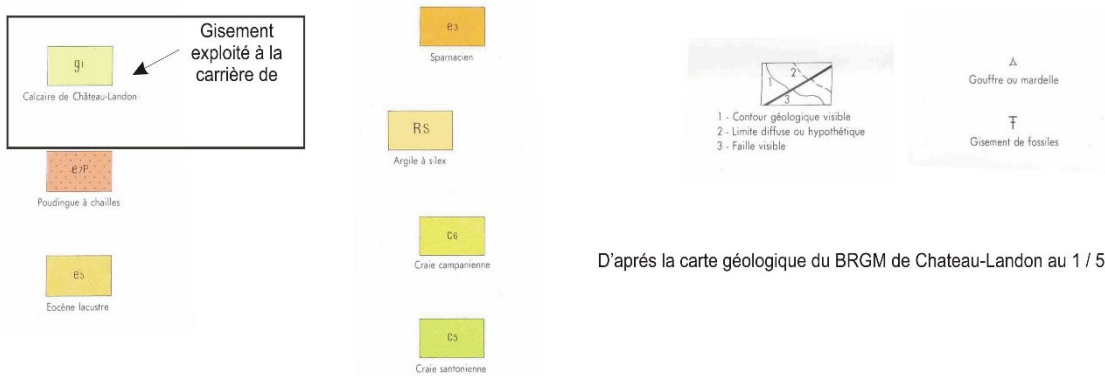 Gisement
exploité à la
carrière de
g1
Calcaire de Château-Landon
e7P
Poudingue à chailles
e5
Eocène lacustre
e3
Sparnacien
RS
Argile à silex
C6
Craie campanienne
C5
Craie santonienne
1
2
3
1 - Contour géologique visible
2 - Limite diffuse ou hypothétique
3 - Faille visible
Gouffre ou mardelle
Gisement de fossiles
D'aprés la carte géologique du BRGM de Chateau-Landon au 1 / 5